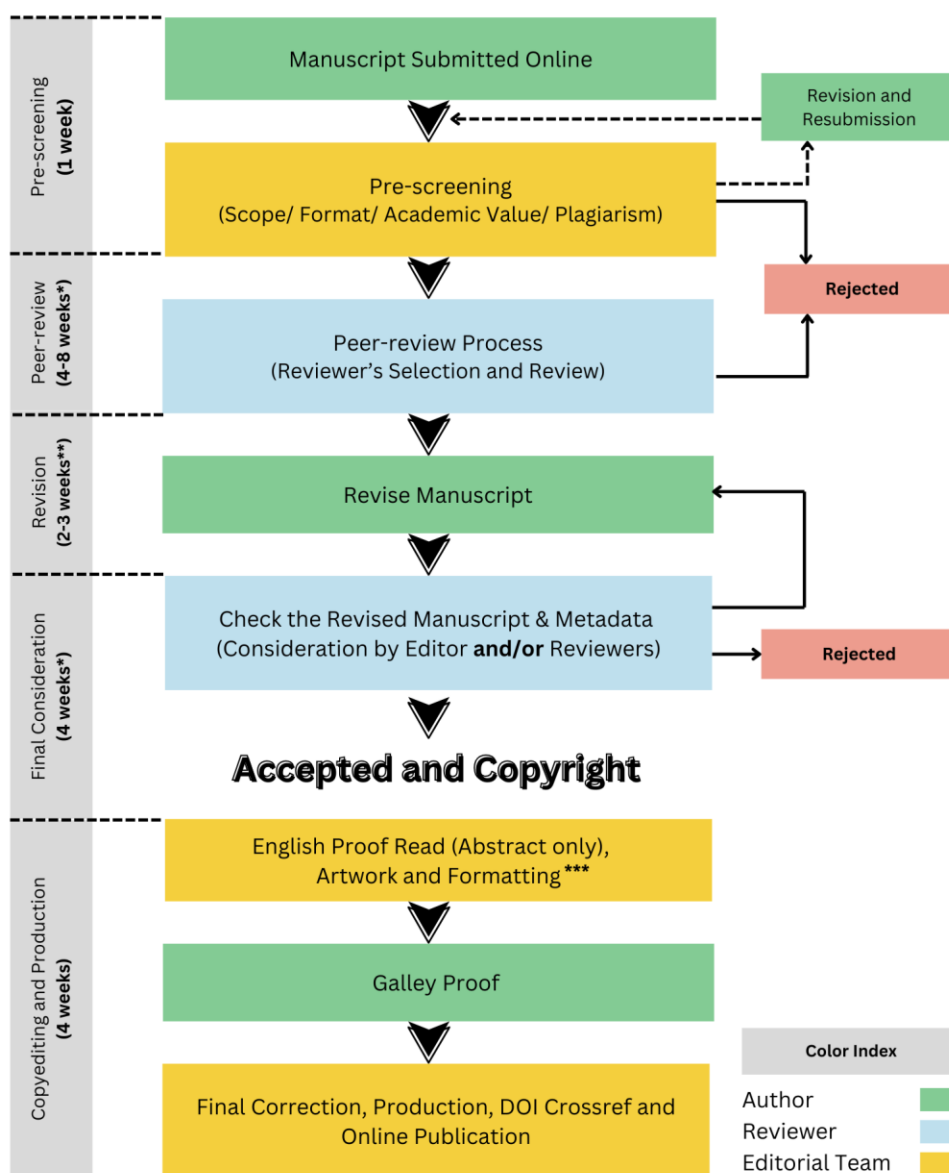 Manuscript Submitted Online
Revision and
Resubmission
Pre-screening
(1 week)
Pre-screening
(Scope/ Format/ Academic Value/ Plagiarism)
Rejected
Peer-review
(4-8 weeks*)
Peer-review Process
(Reviewer's Selection and Review)
Revision
(2-3 weeks**)
Revise Manuscript
Final Consideration
(4 weeks*)
Check the Revised Manuscript & Metadata
(Consideration by Editor and/or Reviewers)
Rejected
Accepted and Copyright
Copyediting and Production
(4 weeks)
English Proof Read (Abstract only),
Artwork and Formatting ***
Galley Proof
Final Correction, Production, DOI Crossref and
Online Publication
Color Index
Author
Reviewer
Editorial Team